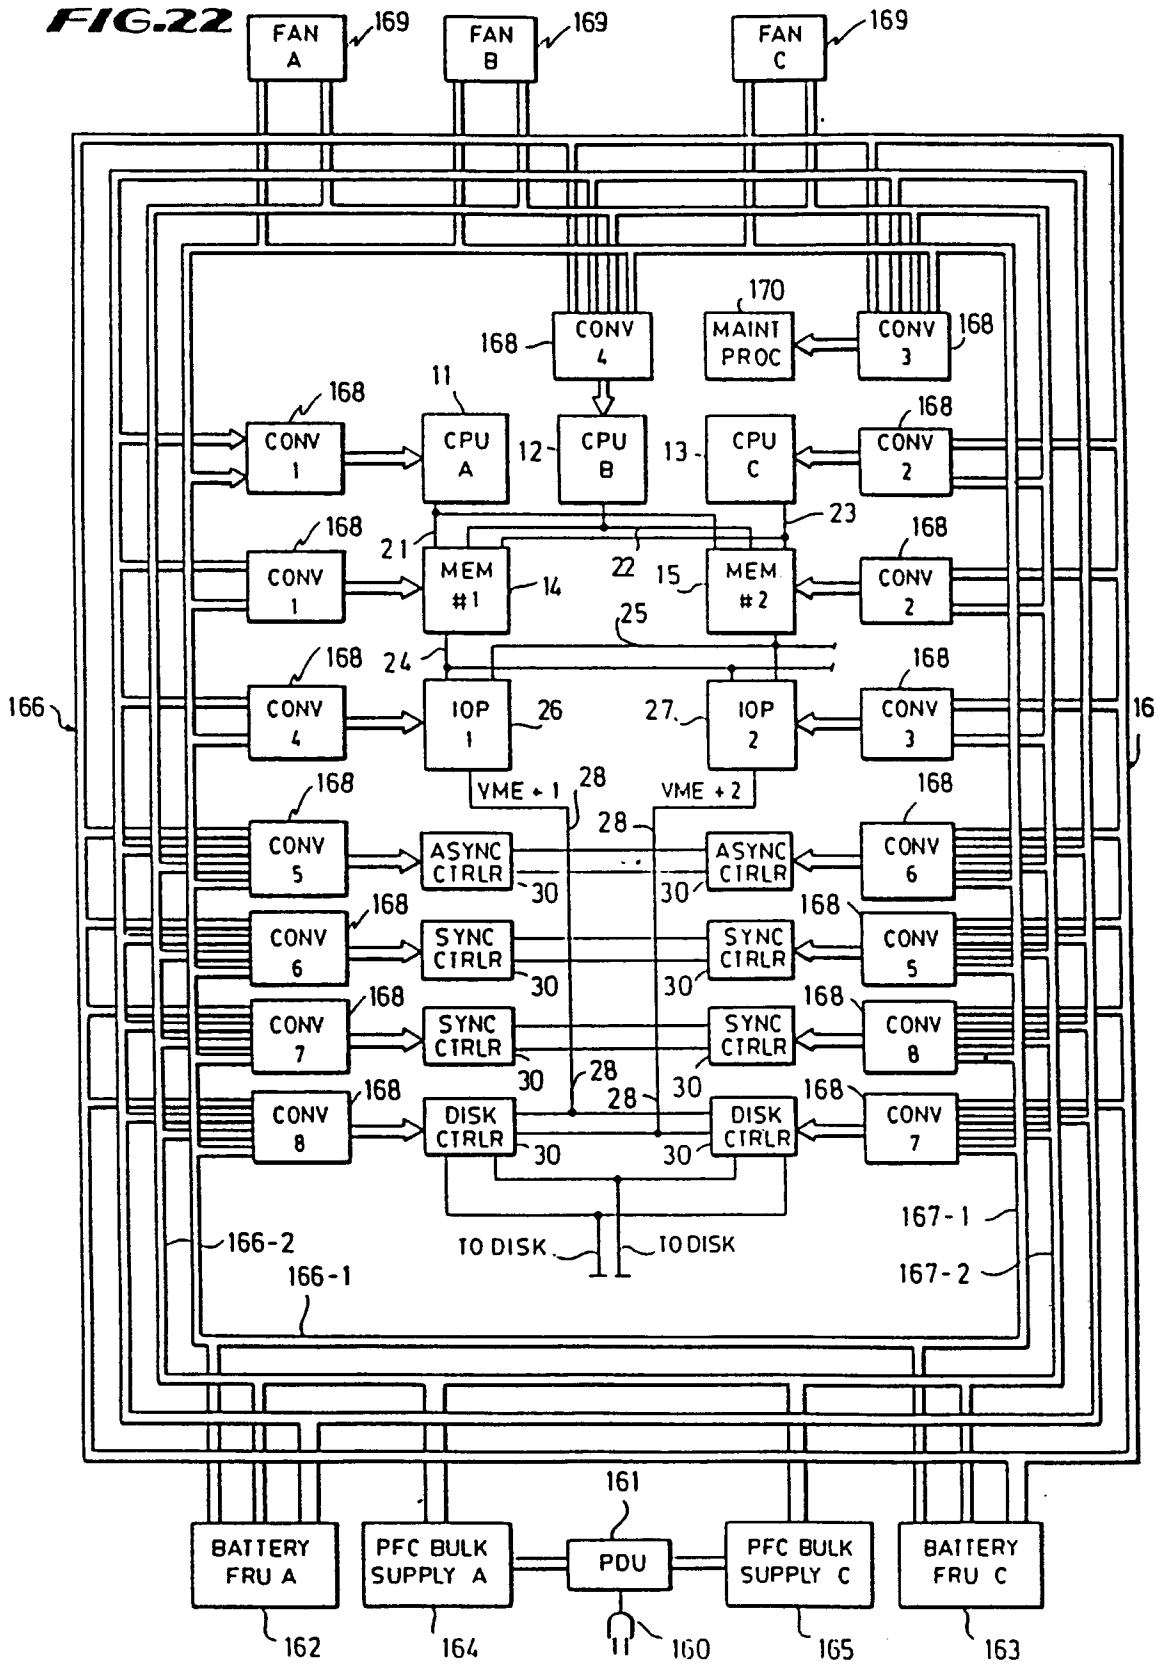 FIG.22
FAN A
169
FAN B
169
FAN C
169
168
CONV 4
170
MAINT PROC
CONV 3
168
168
CONV 1
11
CPU A
12
CPU B
13
CPU C
168
CONV 2
21
22
23
168
CONV 1
MEM #1
14
15
MEM #2
168
CONV 2
24
25
166
168
CONV 4
IOP 1
26
27
IOP 2
168
CONV 3
16
VME + 1
28
VME + 2
28
168
CONV 5
ASYNC CTRLR
30
ASYNC CTRLR
30
168
CONV 6
168
CONV 6
SYNC CTRLR
30
SYNC CTRLR
30
168
CONV 5
168
CONV 7
SYNC CTRLR
30
SYNC CTRLR
30
168
CONV 8
168
CONV 8
28
28
DISK CTRLR
30
DISK CTRLR
30
168
CONV 7
166-2
TO DISK
TO DISK
167-1
166-1
167-2
161
BATTERY FRU A
PFC BULK SUPPLY A
PDU
PFC BULK SUPPLY C
BATTERY FRU C
162
164
160
165
163